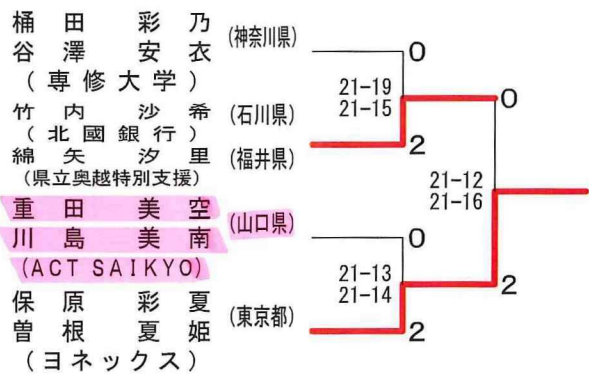 桶田 彩乃
谷澤 安衣
(神奈川県)
(専修大学)
0
21-19
21-15
0
竹内 沙希
(石川県)
(北國銀行)
綿矢 汐里
(福井県)
2
(県立奥越特別支援)
21-12
21-16
重田 美空
川島 美南
(山口県)
0
(ACT SAIKYO)
21-13
21-14
2
保原 彩夏
曽根 夏姫
(東京都)
2
(ヨネックス)